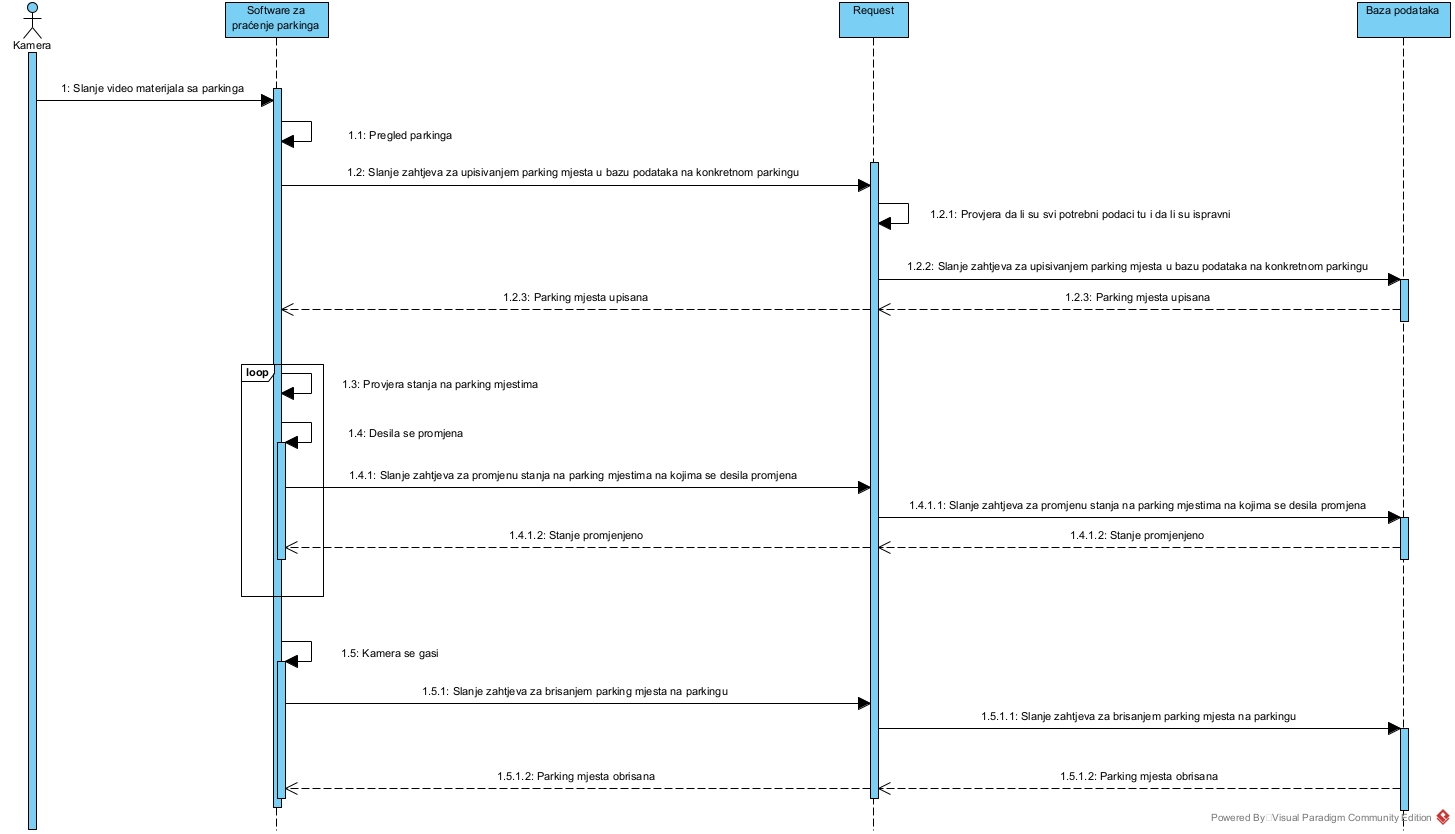 Kamera
Software za
praćenje parkinga
Request
Baza podataka
1: Slanje video materijala sa parkinga
1.1: Pregled parkinga
1.2: Slanje zahtjeva za upisivanjem parking mjesta u bazu podataka na konkretnom parkingu
1.2.1: Provjera da li su svi potrebni podaci tu i da li su ispravni
1.2.2: Slanje zahtjeva za upisivanjem parking mjesta u bazu podataka na konkretnom parkingu
1.2.3: Parking mjesta upisana
1.2.3: Parking mjesta upisana
loop
1.3: Provjera stanja na parking mjestima
1.4: Desila se promjena
1.4.1: Slanje zahtjeva za promjenu stanja na parking mjestima na kojima se desila promjena
1.4.1.1: Slanje zahtjeva za promjenu stanja na parking mjestima na kojima se desila promjena
1.4.1.2: Stanje promjenjeno
1.4.1.2: Stanje promjenjeno
1.5: Kamera se gasi
1.5.1: Slanje zahtjeva za brisanjem parking mjesta na parkingu
1.5.1.1: Slanje zahtjeva za brisanjem parking mjesta na parkingu
1.5.1.2: Parking mjesta obrisana
1.5.1.2: Parking mjesta obrisana
Powered By Visual Paradigm Community Edition